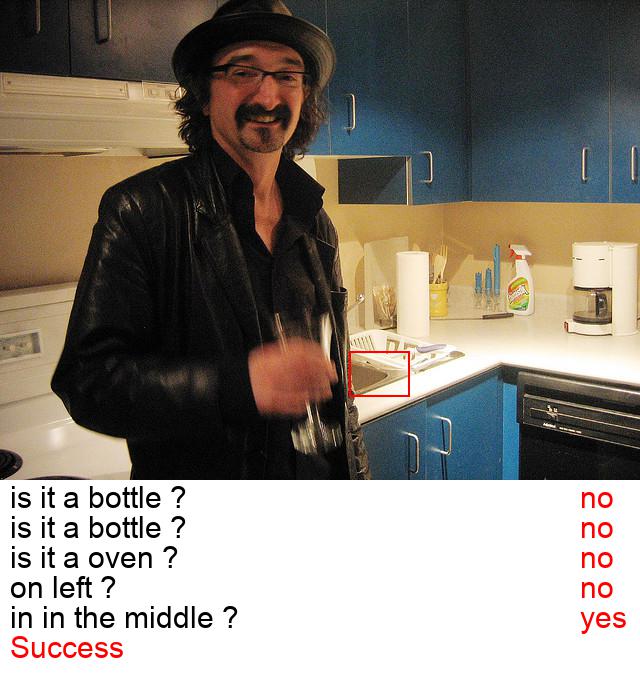 is it a bottle ? no
is it a bottle ? no
is it a oven ? no
on left ? no
in in the middle ? yes
Success